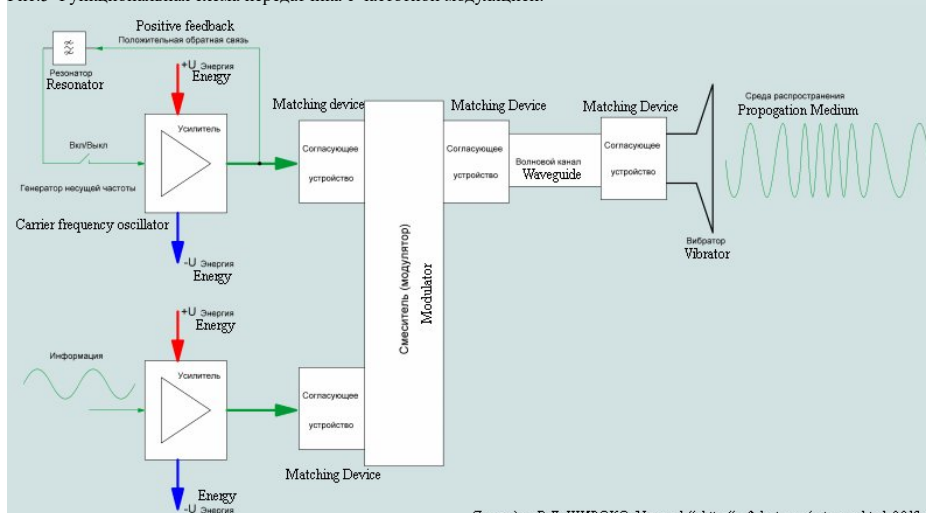 Positive feedback
Положительная обратная связь
+U Энергия
Energy
Резонатор
Resonator
Усилитель
Вкл/Выкл
Генератор несущей частоты
Carrier frequency oscillator
-U Энергия
Energy
Matching device
Согласующее
устройство
Matching Device
Согласующее
устройство
Волновой канал
Waveguide
Matching Device
Согласующее
устройство
Среда распространения
Propogation Medium
Вибратор
Vibrator
Смеситель (модулятор)
Modulator
+U Энергия
Energy
Информация
Усилитель
Согласующее
устройство
Matching Device
Energy
-U Энергия